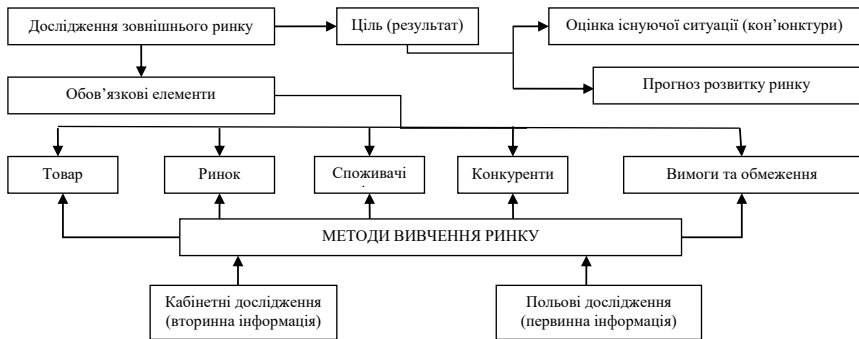 Дослідження зовнішнього ринку
Ціль (результат)
Оцінка існуючої ситуації (кон’юнктури)
Прогноз розвитку ринку
Обов’язкові елементи
Товар
Ринок
Споживачі
Конкуренти
Вимоги та обмеження
МЕТОДИ ВИВЧЕННЯ РИНКУ
Кабінетні дослідження
(вторинна інформація)
Польові дослідження
(первинна інформація)